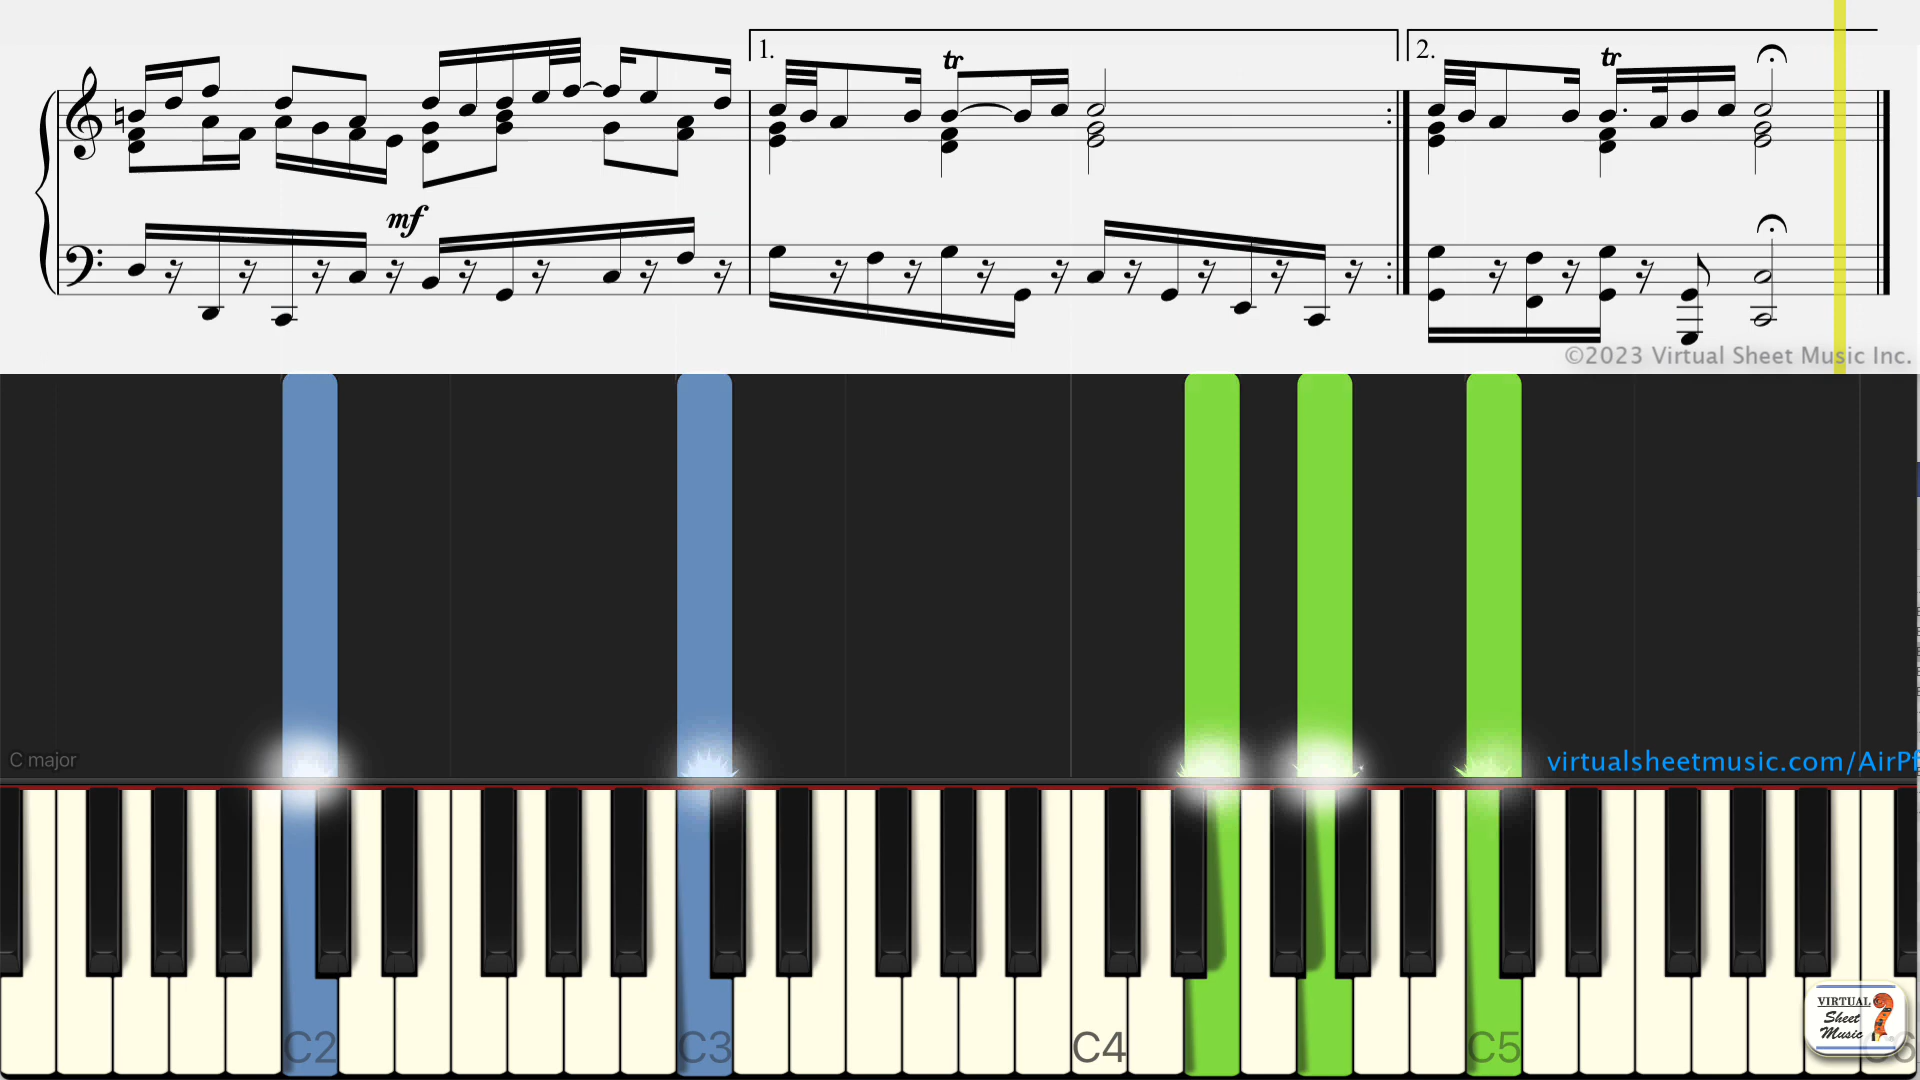 1.
tr
2.
tr
mf
©2023 Virtual Sheet Music Inc.
C major
virtualsheetmusic.com/AirPf
C2
C3
C4
C5
C6
VIRTUAL
Sheet
Music